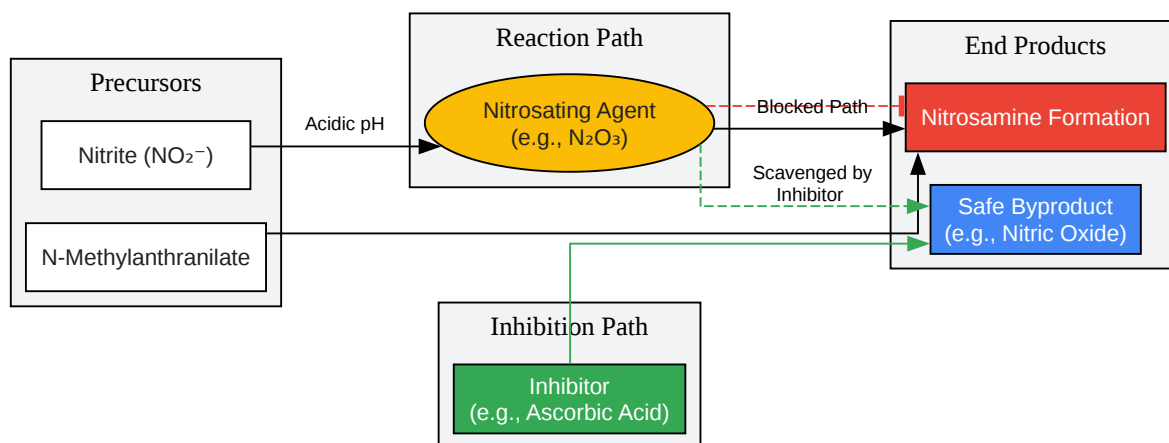 Precursors
Nitrite (NO₂⁻)
N-Methylanthranilate
Acidic pH
Reaction Path
Nitrosating Agent
(e.g., N₂O₃)
Blocked Path
Scavenged by
Inhibitor
End Products
Nitrosamine Formation
Safe Byproduct
(e.g., Nitric Oxide)
Inhibition Path
Inhibitor
(e.g., Ascorbic Acid)